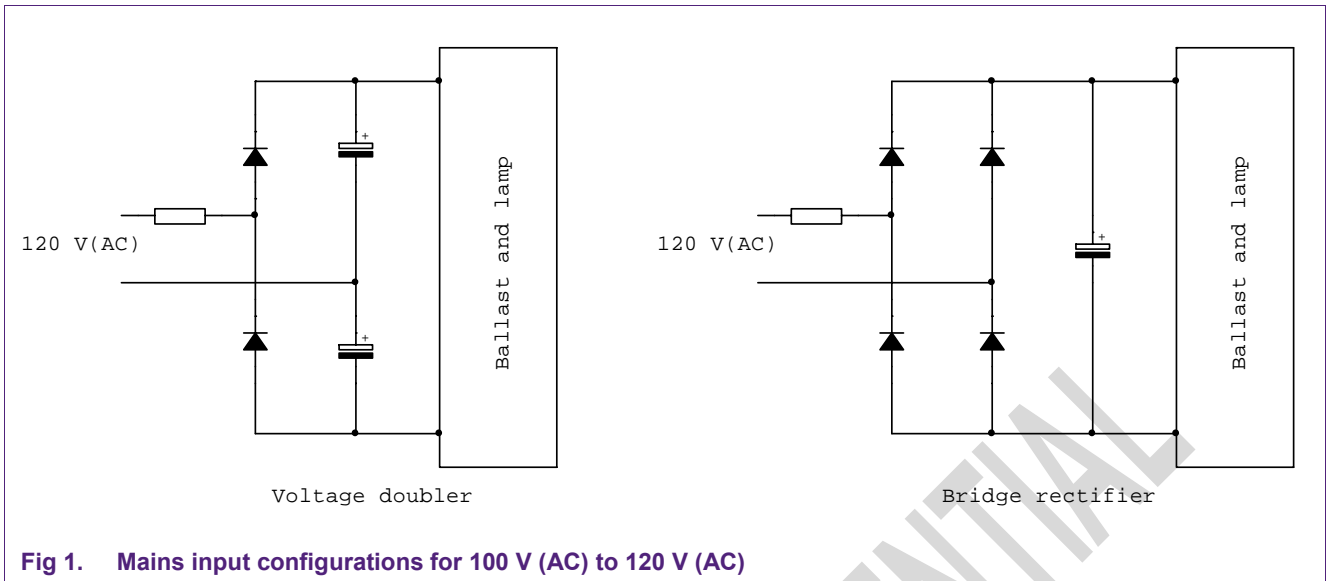 120 V(AC)
+
+
Ballast and lamp
Voltage doubler
120 V(AC)
+
Ballast and lamp
Bridge rectifier
ENTIAL
Fig 1. Mains input configurations for 100 V (AC) to 120 V (AC)